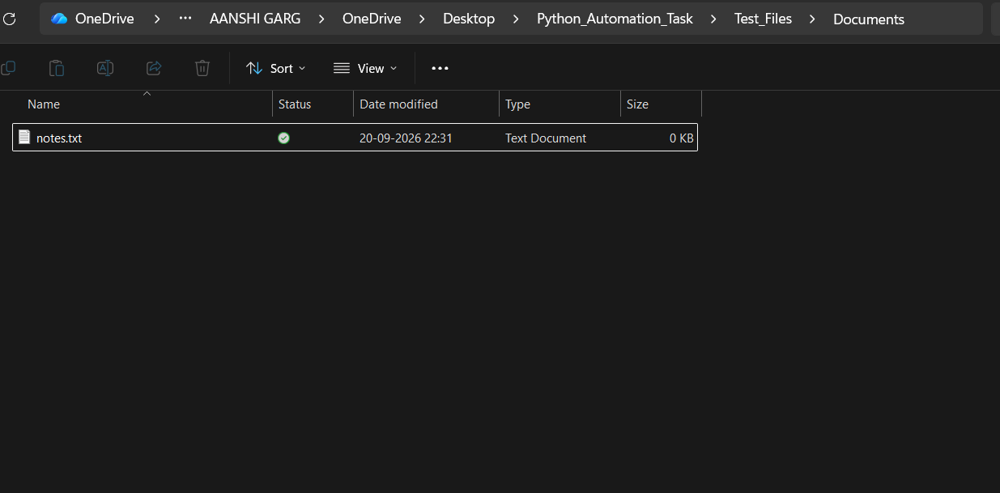 OneDrive > ... AANSHI GARG > OneDrive > Desktop > Python_Automation_Task > Test_Files > Documents
Sort View
Name Status Date modified Type Size
notes.txt 20-09-2026 22:31 Text Document 0 KB